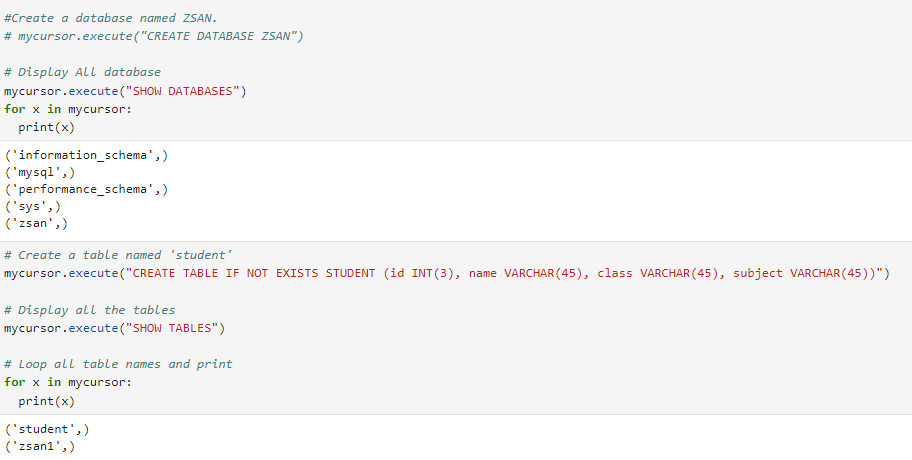 #Create a database named ZSAN.
# mycursor.execute("CREATE DATABASE ZSAN")
# Display All database
mycursor.execute("SHOW DATABASES")
for x in mycursor:
  print(x)
('information_schema',)
('mysql',)
('performance_schema',)
('sys',)
('zsan',)
# Create a table named 'student'
mycursor.execute("CREATE TABLE IF NOT EXISTS STUDENT (id INT(3), name VARCHAR(45), class VARCHAR(45), subject VARCHAR(45))")
# Display all the tables
mycursor.execute("SHOW TABLES")
# Loop all table names and print
for x in mycursor:
  print(x)
('student',)
('zsan1',)